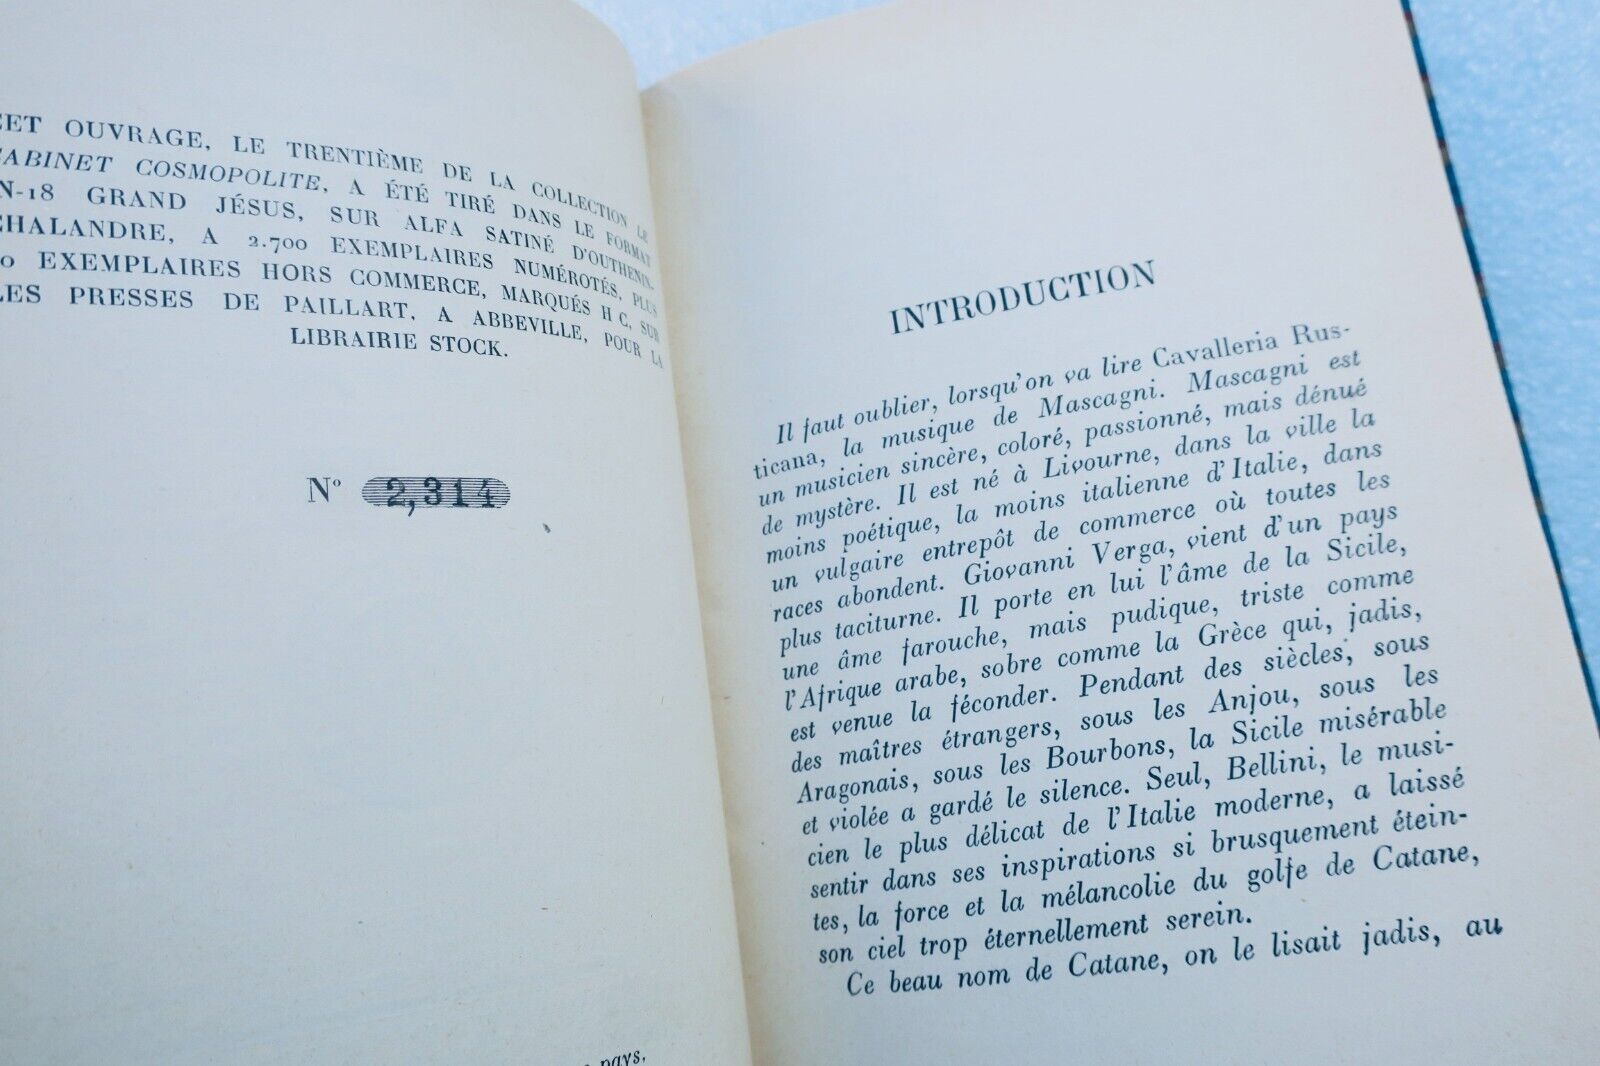 CET OUVRAGE, LE TRENTIÈME DE LA COLLECTION LE
CABINET COSMOPOLITE, A ÉTÉ TIRÉ DANS LE FORMAT
IN-18 GRAND JÉSUS, SUR ALFA SATINÉ D'OUTHENIN-
CHALANDRE, A 2.700 EXEMPLAIRES NUMÉROTÉS, PLUS
EXEMPLAIRES HORS COMMERCE, MARQUÉS H C, SUR
LES PRESSES DE PAILLART, A ABBEVILLE, POUR LA
LIBRAIRIE STOCK.
N° 2,314
pays.
INTRODUCTION
Il faut oublier, lorsqu'on va lire Cavalleria Rus-
ticana, la musique de Mascagni. Mascagni est
un musicien sincère, coloré, passionné, mais dénué
de mystère. Il est né à Livourne, dans la ville la
moins poétique, la moins italienne d'Italie, dans
un vulgaire entrepôt de commerce où toutes les
races abondent. Giovanni Verga, vient d'un pays
plus taciturne. Il porte en lui l'âme de la Sicile,
une âme farouche, mais pudique, triste comme
l'Afrique arabe, sobre comme la Grèce qui, jadis,
est venue la féconder. Pendant des siècles, sous
des maîtres étrangers, sous les Anjou, sous les
Aragonais, sous les Bourbons, la Sicile misérable
et violée a gardé le silence. Seul, Bellini, le musi-
cien le plus délicat de l'Italie moderne, a laissé
sentir dans ses inspirations si brusquement étein-
tes, la force et la mélancolie du golfe de Catane,
son ciel trop éternellement serein.
Ce beau nom de Catane, on le lisait jadis, au